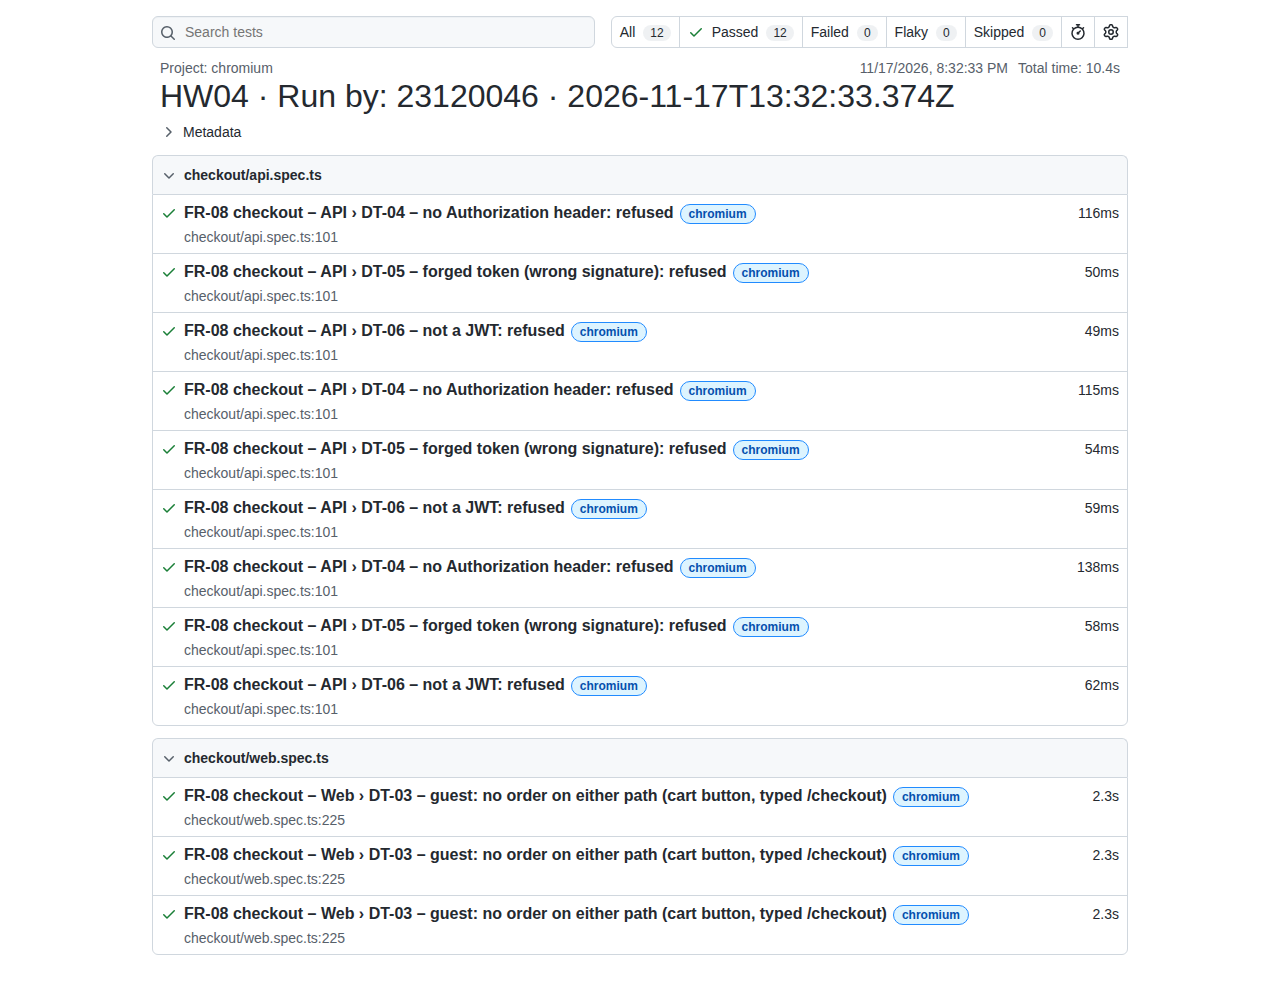 Search tests
All 12 Passed 12 Failed 0 Flaky 0 Skipped 0
Project: chromium 11/17/2026, 8:32:33 PM Total time: 10.4s
HW04 · Run by: 23120046 · 2026-11-17T13:32:33.374Z
Metadata
checkout/api.spec.ts
FR-08 checkout – API › DT-04 – no Authorization header: refused chromium 116ms
checkout/api.spec.ts:101
FR-08 checkout – API › DT-05 – forged token (wrong signature): refused chromium 50ms
checkout/api.spec.ts:101
FR-08 checkout – API › DT-06 – not a JWT: refused chromium 49ms
checkout/api.spec.ts:101
FR-08 checkout – API › DT-04 – no Authorization header: refused chromium 115ms
checkout/api.spec.ts:101
FR-08 checkout – API › DT-05 – forged token (wrong signature): refused chromium 54ms
checkout/api.spec.ts:101
FR-08 checkout – API › DT-06 – not a JWT: refused chromium 59ms
checkout/api.spec.ts:101
FR-08 checkout – API › DT-04 – no Authorization header: refused chromium 138ms
checkout/api.spec.ts:101
FR-08 checkout – API › DT-05 – forged token (wrong signature): refused chromium 58ms
checkout/api.spec.ts:101
FR-08 checkout – API › DT-06 – not a JWT: refused chromium 62ms
checkout/api.spec.ts:101
checkout/web.spec.ts
FR-08 checkout – Web › DT-03 – guest: no order on either path (cart button, typed /checkout) chromium 2.3s
checkout/web.spec.ts:225
FR-08 checkout – Web › DT-03 – guest: no order on either path (cart button, typed /checkout) chromium 2.3s
checkout/web.spec.ts:225
FR-08 checkout – Web › DT-03 – guest: no order on either path (cart button, typed /checkout) chromium 2.3s
checkout/web.spec.ts:225